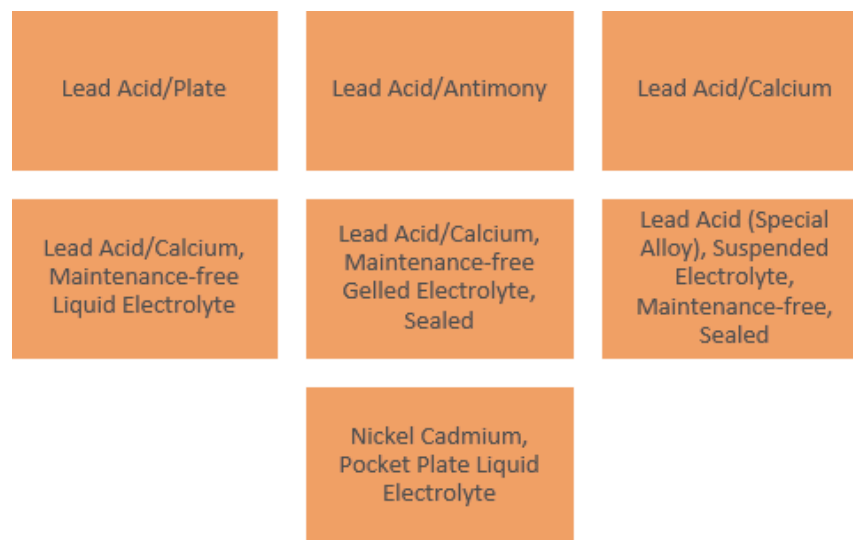 Lead Acid/Plate
Lead Acid/Antimony
Lead Acid/Calcium
Lead Acid/Calcium,
Maintenance-free
Liquid Electrolyte
Lead Acid/Calcium,
Maintenance-free
Gelled Electrolyte,
Sealed
Lead Acid (Special
Alloy), Suspended
Electrolyte,
Maintenance-free,
Sealed
Nickel Cadmium,
Pocket Plate Liquid
Electrolyte